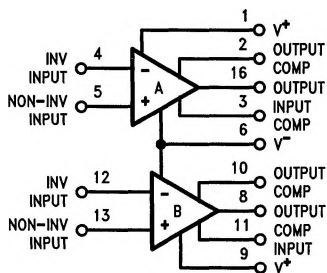 1 V+
INV INPUT 4
2 OUTPUT COMP
- A
16 OUTPUT
NON-INV INPUT 5
+
3 INPUT COMP
6 V-
10 OUTPUT COMP
INV INPUT 12
-
8 OUTPUT
B
NON-INV INPUT 13
+
11 COMP INPUT
9 V+